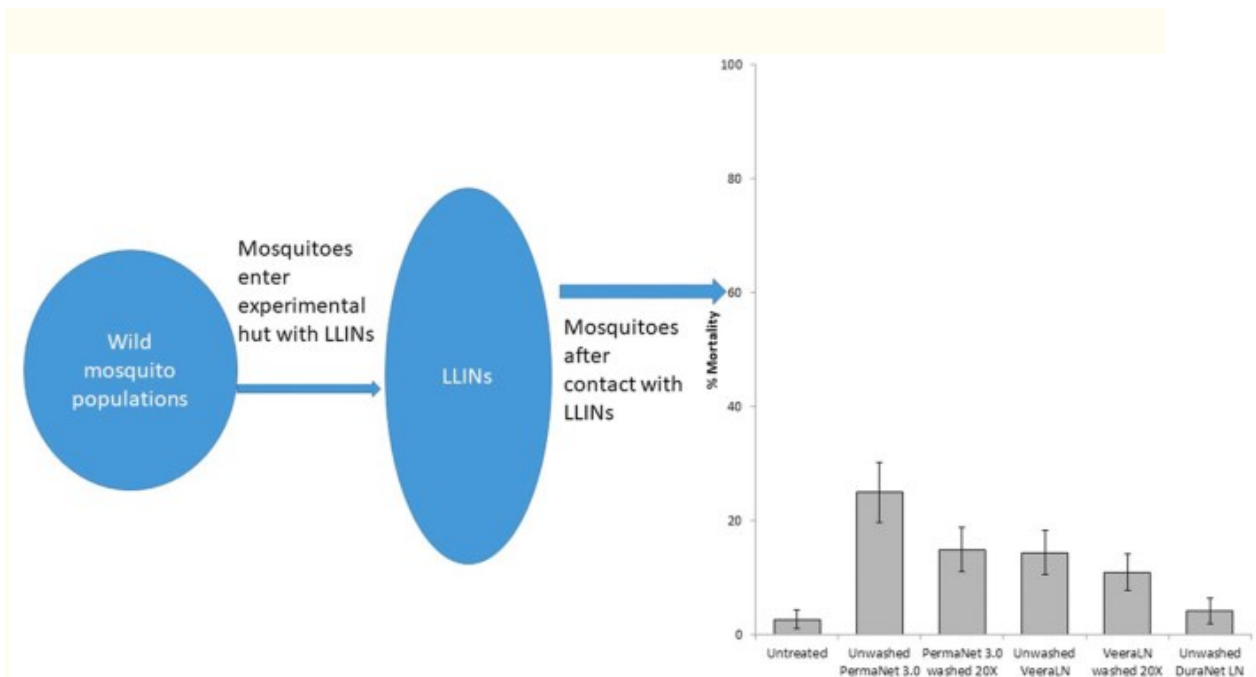 Wild
mosquito
populations
Mosquitoes
enter
experimental
hut with LLINs
LLINs
Mosquitoes
after
contact with
LLINs
% Mortality
100
80
60
40
20
0
Untreated
Unwashed
PermaNet 3.0
PermaNet 3.0
washed 20X
Unwashed
VeeraLN
VeeraLN
washed 20X
Unwashed
DuraNet LN